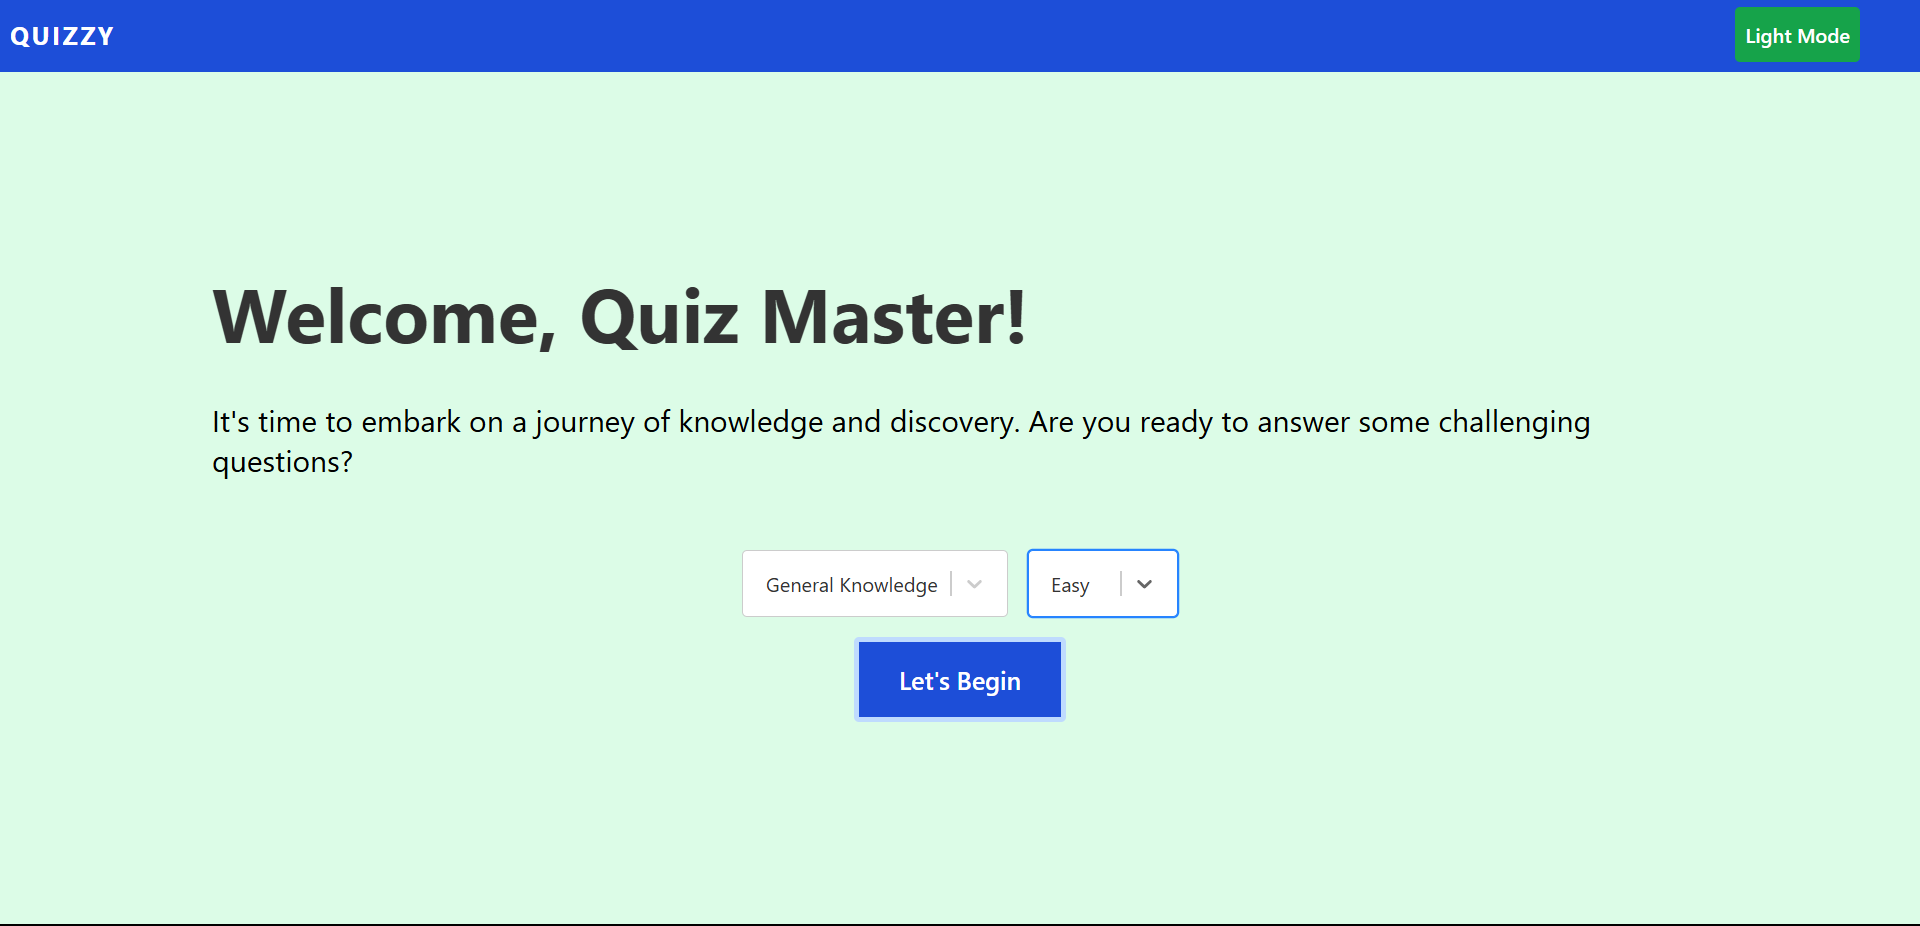 QUIZZY
Light Mode
Welcome, Quiz Master!
It's time to embark on a journey of knowledge and discovery. Are you ready to answer some challenging
questions?
General Knowledge
Easy
Let's Begin